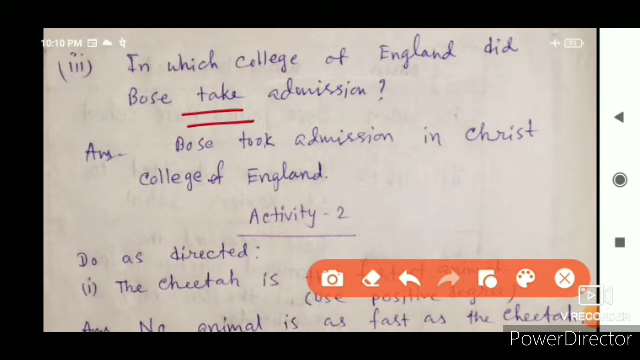 10:10 PM
(iii) In which college of England did
Bose take admission?
Ans- Bose took admission in Christ
college of England.
Activity - 2
Do as directed:
(i) The cheetah is
(use positive degree)
Ans No animal is as fast as the cheetah.
V RECORDER
PowerDirector